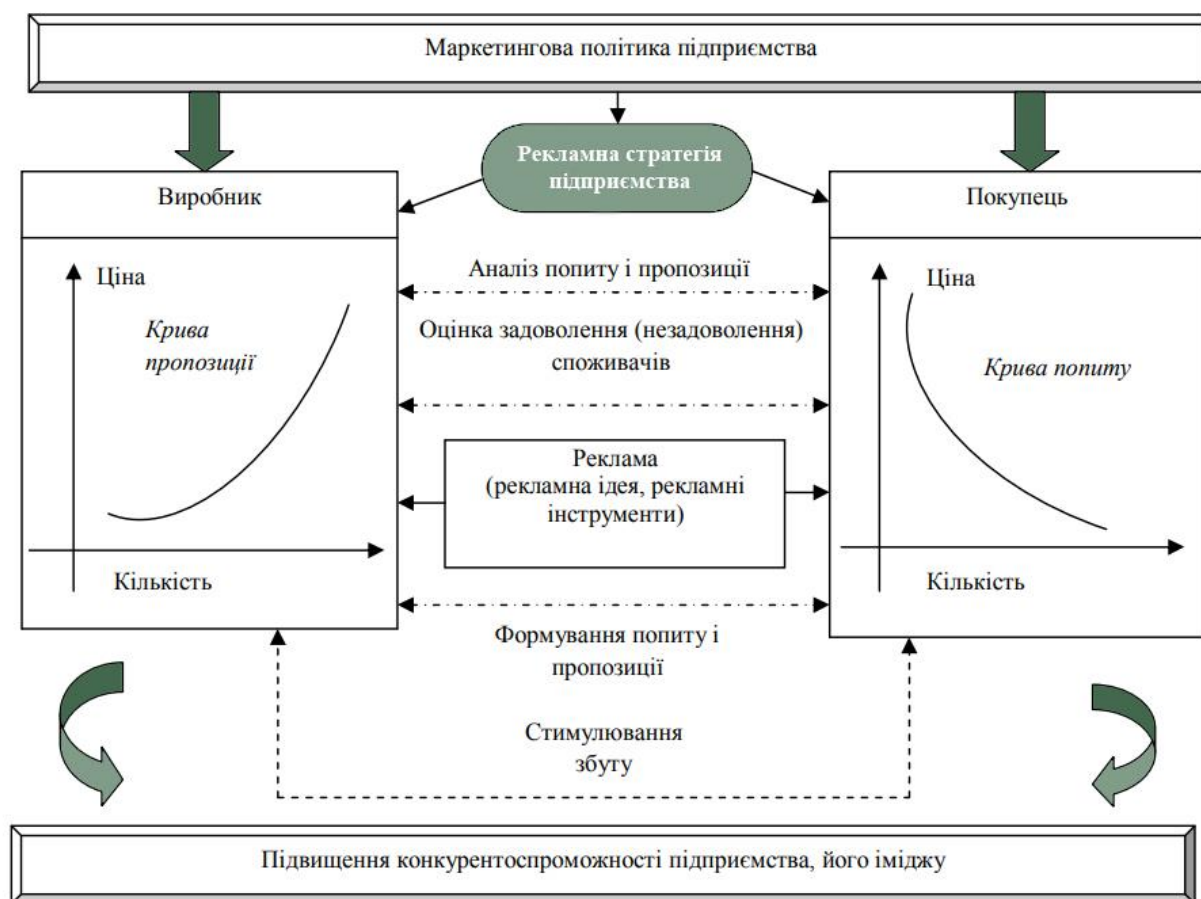 Маркетингова політика підприємства
Рекламна стратегія
підприємства
Виробник
Покупець
Ціна
Крива
пропозиції
Кількість
Аналіз попиту і пропозиції
Оцінка задоволення (незадоволення)
споживачів
Реклама
(рекламна ідея, рекламні
інструменти)
Формування попиту і
пропозиції
Стимулювання
збуту
Ціна
Крива попиту
Кількість
Підвищення конкурентоспроможності підприємства, його іміджу